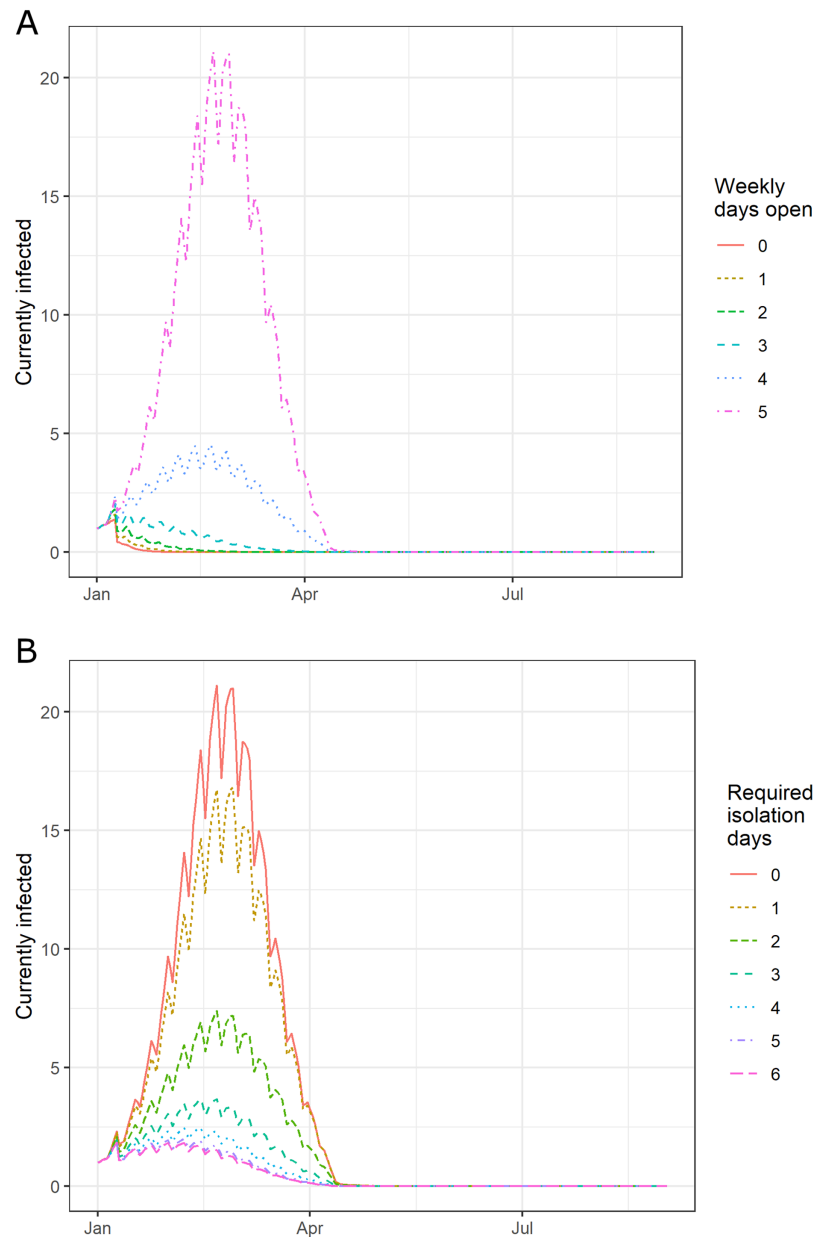 A
Currently infected
20
15
10
5
0
Jan
Apr
Jul
Weekly
days open
0
1
2
3
4
5
B
Currently infected
20
15
10
5
0
Jan
Apr
Jul
Required
isolation
days
0
1
2
3
4
5
6